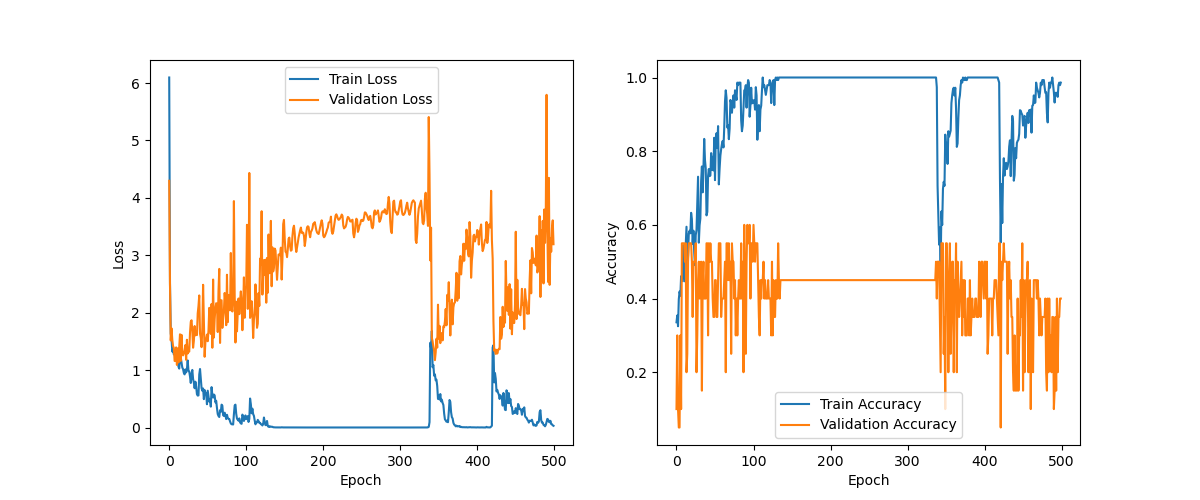 Train Loss
Validation Loss
6
5
4
3
2
1
0
Loss
0 100 200 300 400 500
Epoch
1.0
0.8
0.6
0.4
0.2
Accuracy
Train Accuracy
Validation Accuracy
0 100 200 300 400 500
Epoch